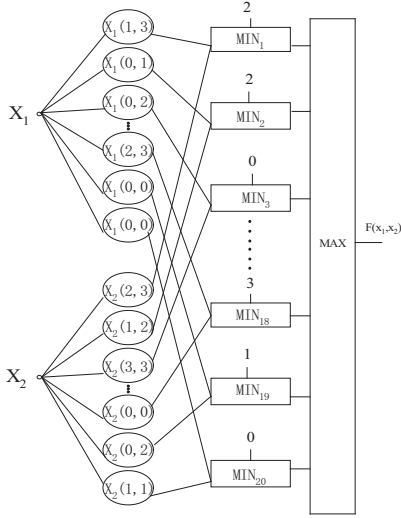 2
X₁(1,3)
MIN₁
X₁(0,1)
2
X₁
X₁(0,2)
MIN₂
X₁(2,3)
0
X₁(0,0)
MIN₃
X₁(0,0)
F(x₁,x₂)
MAX
X₂(2,3)
3
X₂(1,2)
MIN₁₈
X₂(3,3)
1
X₂
X₂(0,0)
MIN₁₉
X₂(0,2)
0
X₂(1,1)
MIN₂₀